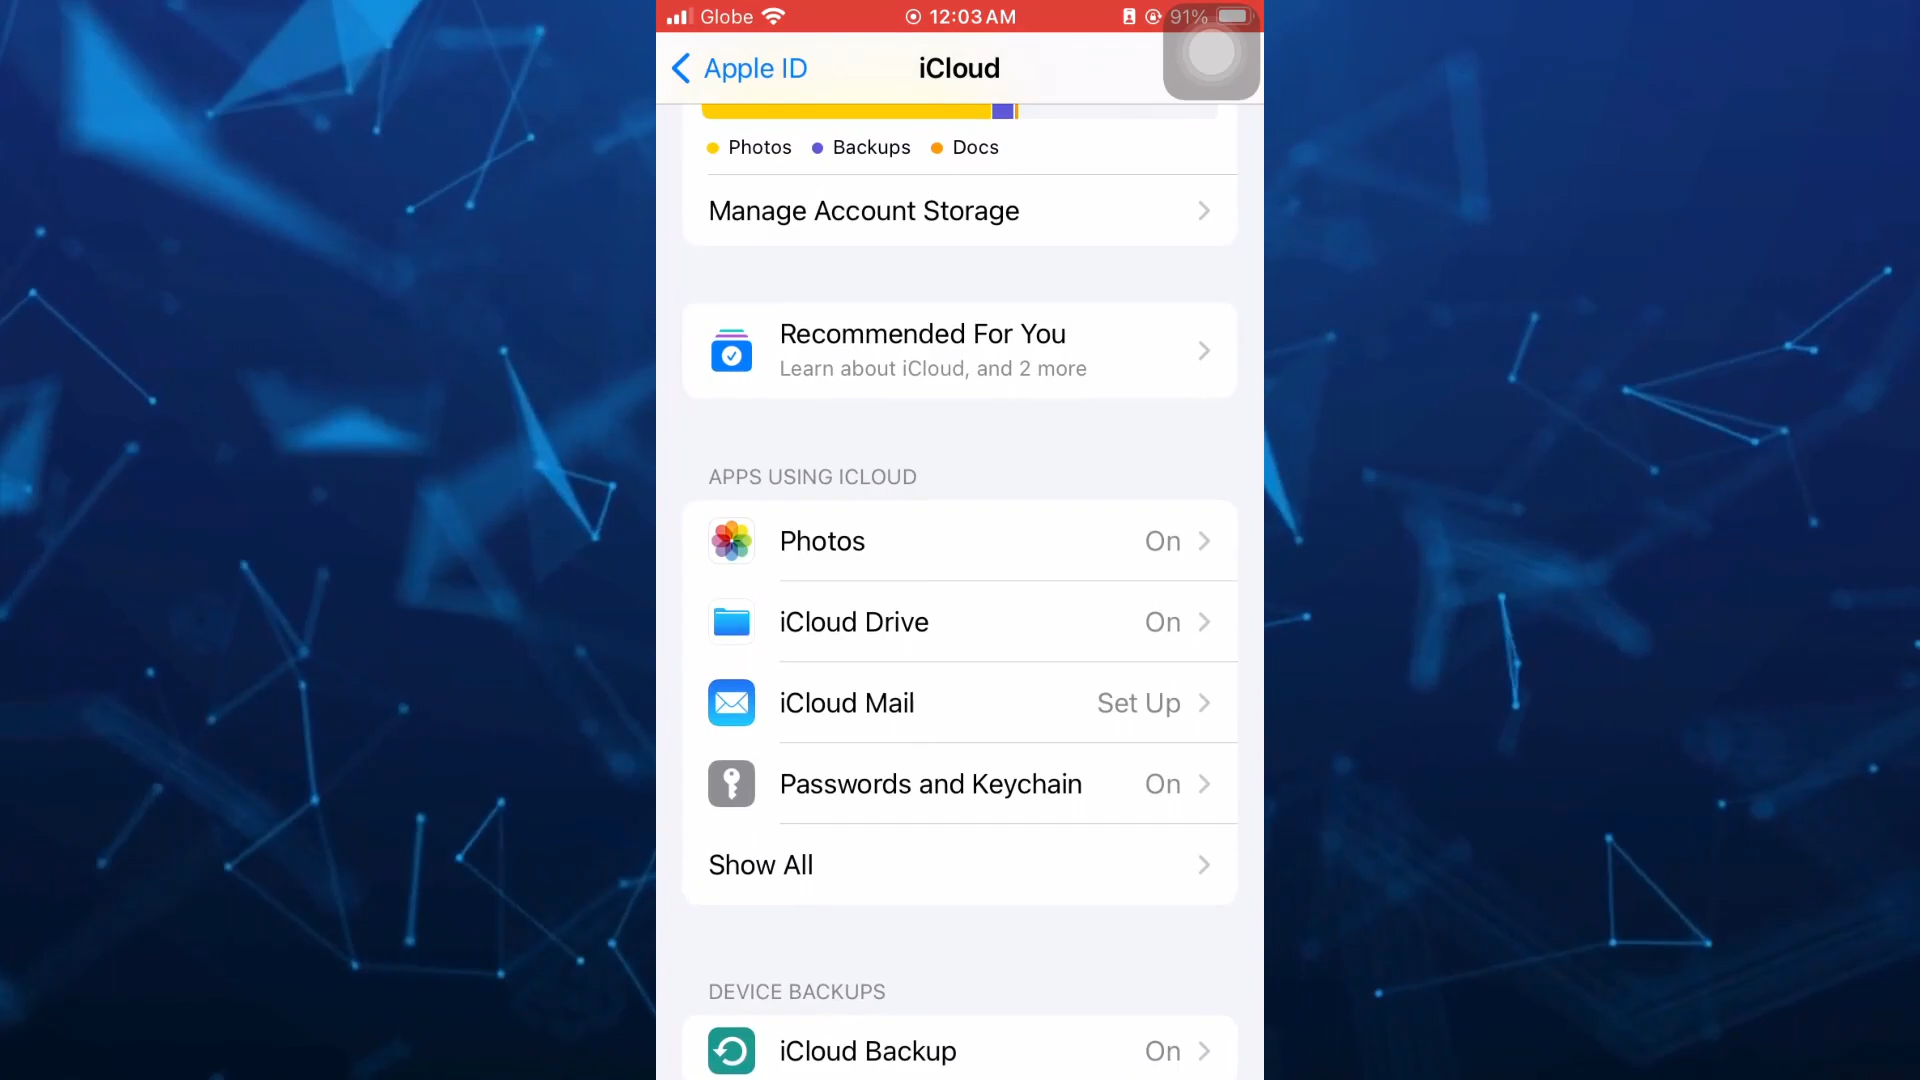 Globe 12:03 AM 91%
Apple ID iCloud
Photos Backups Docs
Manage Account Storage
Recommended For You
Learn about iCloud, and 2 more
APPS USING ICLOUD
Photos On
iCloud Drive On
iCloud Mail Set Up
Passwords and Keychain On
Show All
DEVICE BACKUPS
iCloud Backup On